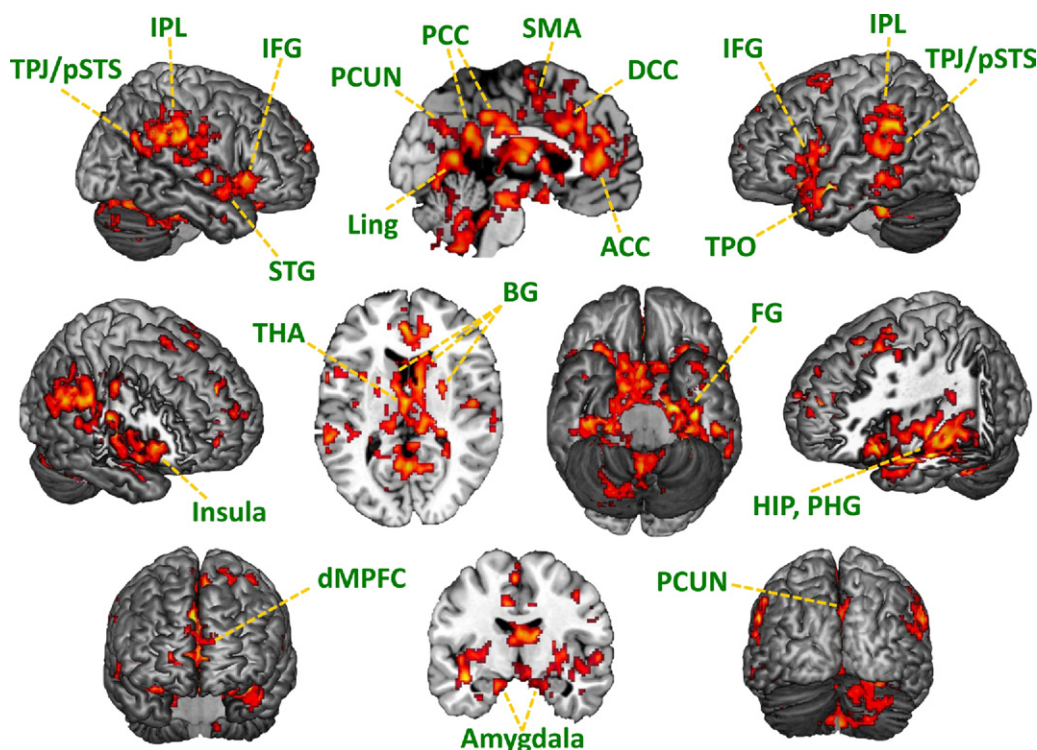 IPL
IFG
TPJ/pSTS
STG
PCC
SMA
PCUN
DCC
Ling
ACC
IPL
IFG
TPJ/pSTS
TPO
Insula
BG
THA
FG
HIP, PHG
dMPFC
Amygdala
PCUN